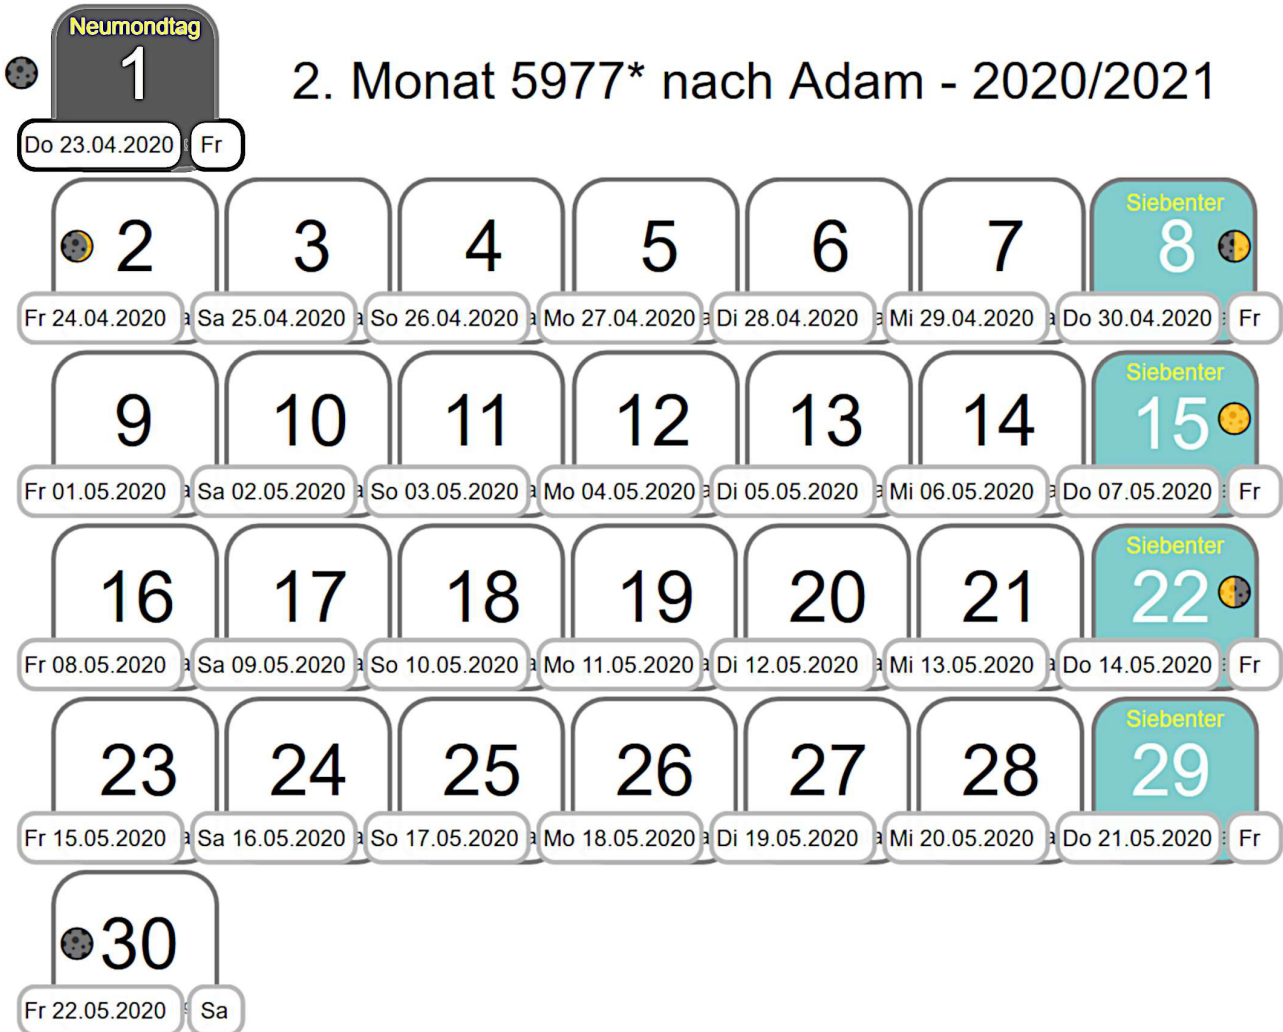 Neumondtag
1
2. Monat 5977* nach Adam - 2020/2021
Do 23.04.2020 Fr
Siebenter
2 3 4 5 6 7 8
Fr 24.04.2020 Sa 25.04.2020 So 26.04.2020 Mo 27.04.2020 Di 28.04.2020 Mi 29.04.2020 Do 30.04.2020 Fr
Siebenter
9 10 11 12 13 14 15
Fr 01.05.2020 Sa 02.05.2020 So 03.05.2020 Mo 04.05.2020 Di 05.05.2020 Mi 06.05.2020 Do 07.05.2020 Fr
Siebenter
16 17 18 19 20 21 22
Fr 08.05.2020 Sa 09.05.2020 So 10.05.2020 Mo 11.05.2020 Di 12.05.2020 Mi 13.05.2020 Do 14.05.2020 Fr
Siebenter
23 24 25 26 27 28 29
Fr 15.05.2020 Sa 16.05.2020 So 17.05.2020 Mo 18.05.2020 Di 19.05.2020 Mi 20.05.2020 Do 21.05.2020 Fr
30
Fr 22.05.2020 Sa